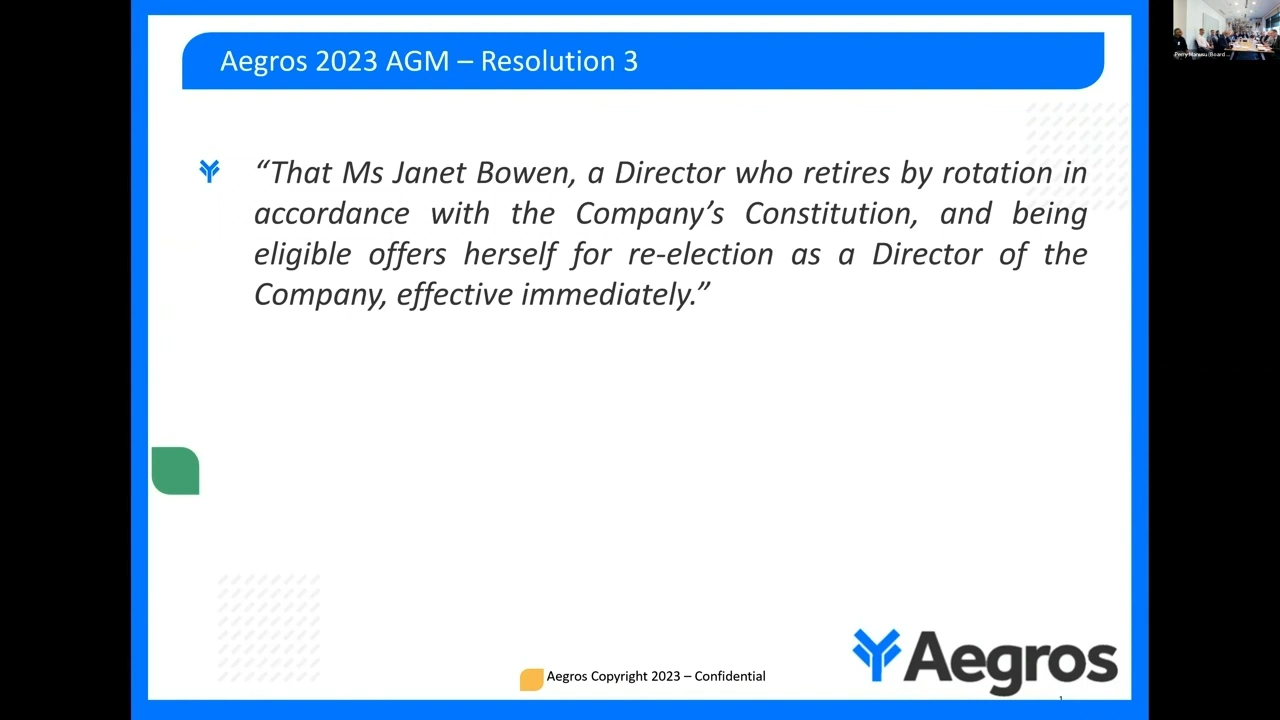 Aegros 2023 AGM – Resolution 3
“That Ms Janet Bowen, a Director who retires by rotation in
accordance with the Company’s Constitution, and being
eligible offers herself for re-election as a Director of the
Company, effective immediately.”
Aegros Copyright 2023 – Confidential
Aegros
1